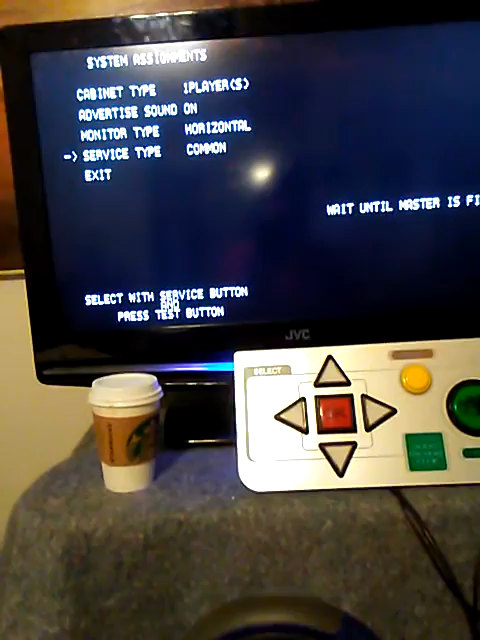 SYSTEM ASSIGNMENTS
CABINET TYPE 1PLAYER(S)
ADVERTISE SOUND ON
MONITOR TYPE HORIZONTAL
-> SERVICE TYPE COMMON
EXIT
WAIT UNTIL MASTER IS FI
SELECT WITH SERVICE BUTTON
AND
PRESS TEST BUTTON
JVC
SELECT